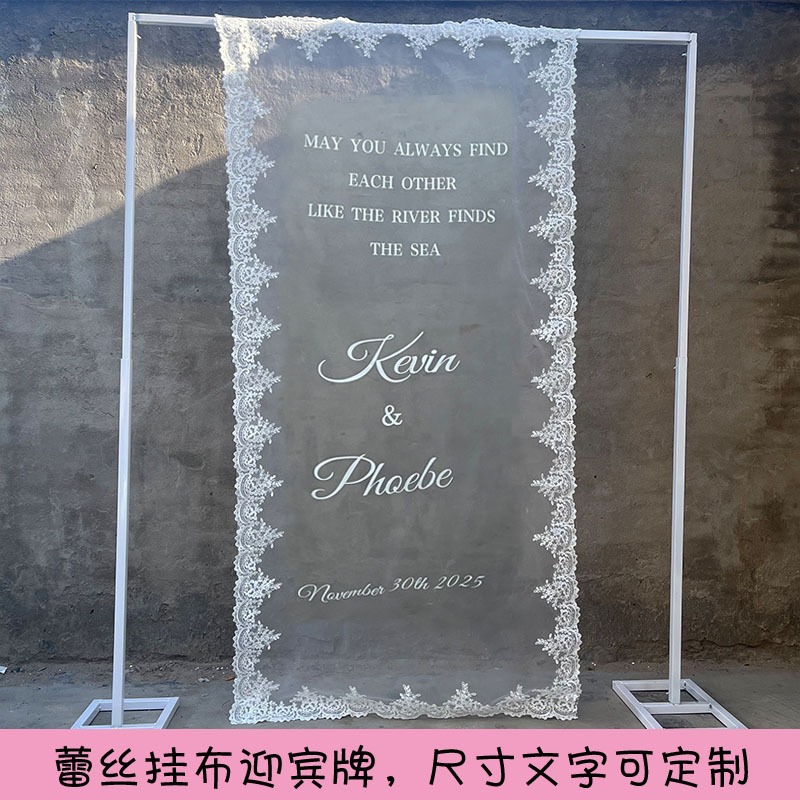 MAY YOU ALWAYS FIND
EACH OTHER
LIKE THE RIVER FINDS
THE SEA
Kevin
&
Phoebe
November 30th 2025
蕾丝挂布迎宾牌，尺寸文字可定制